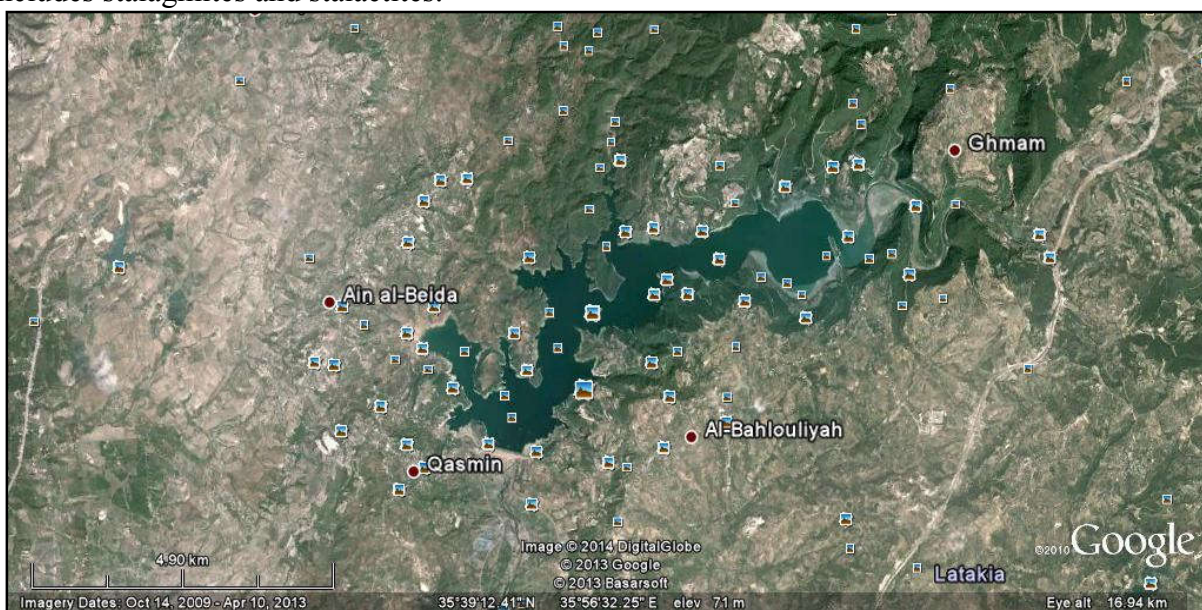 includes stalagmites and stalactites.
Ghmam
Ain al-Beida
Al-Bahlouliyah
Qasmin
4.90 km
Image © 2014 DigitalGlobe
© 2013 Google
© 2013 Basarsoft
©2010 Google
Latakia
Imagery Dates: Oct 14, 2009 - Apr 10, 2013 35°39'12.41" N 35°56'32.25" E elev 71 m Eye alt 16.94 km